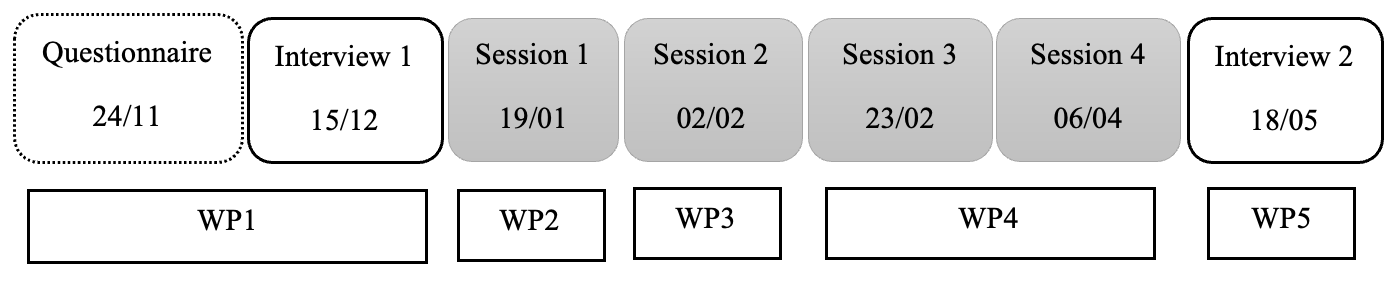 Questionnaire
24/11
Interview 1
15/12
Session 1
19/01
Session 2
02/02
Session 3
23/02
Session 4
06/04
Interview 2
18/05
WP1
WP2
WP3
WP4
WP5